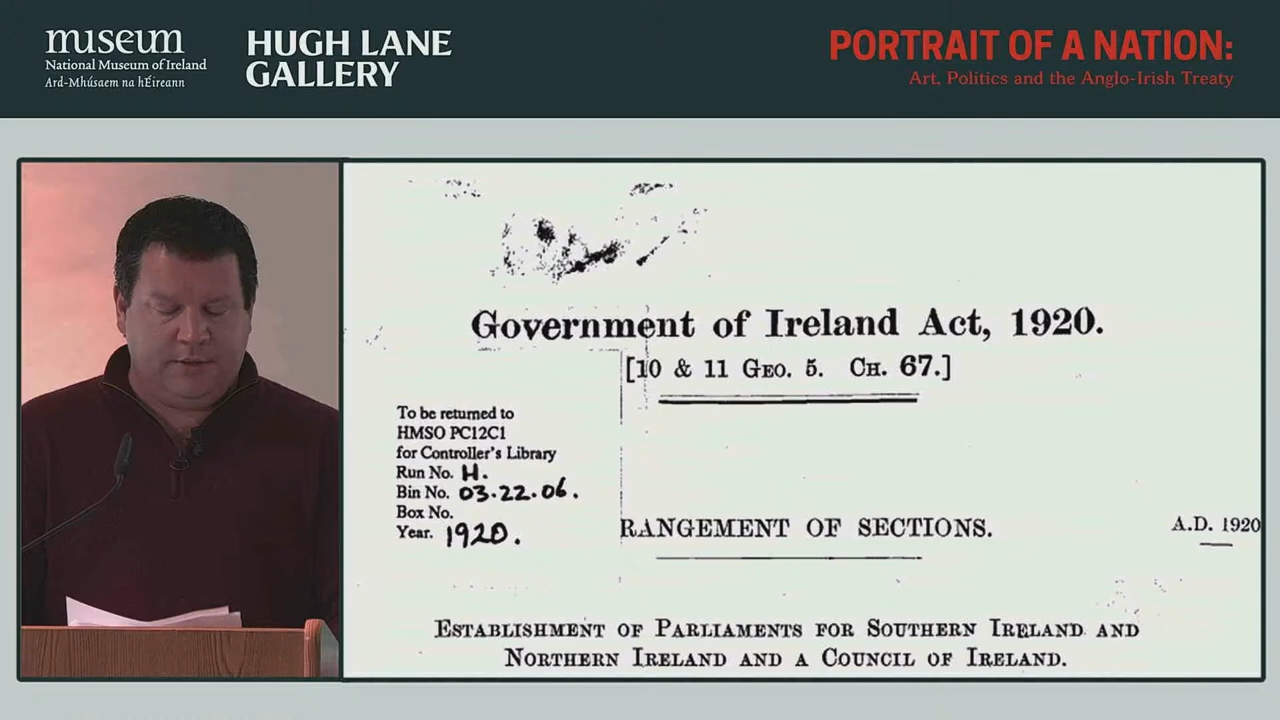 museum
National Museum of Ireland
Ard-Mhúsaem na hÉireann
HUGH LANE
GALLERY
PORTRAIT OF A NATION:
Art, Politics and the Anglo-Irish Treaty
Government of Ireland Act, 1920.
[10 & 11 GEO. 5. CH. 67.]
To be returned to
HMSO PC12C1
for Controller's Library
Run No. H.
Bin No. 03.22.06.
Box No.
Year. 1920.
RANGEMENT OF SECTIONS.
A.D. 1920
ESTABLISHMENT OF PARLIAMENTS FOR SOUTHERN IRELAND AND
NORTHERN IRELAND AND A COUNCIL OF IRELAND.